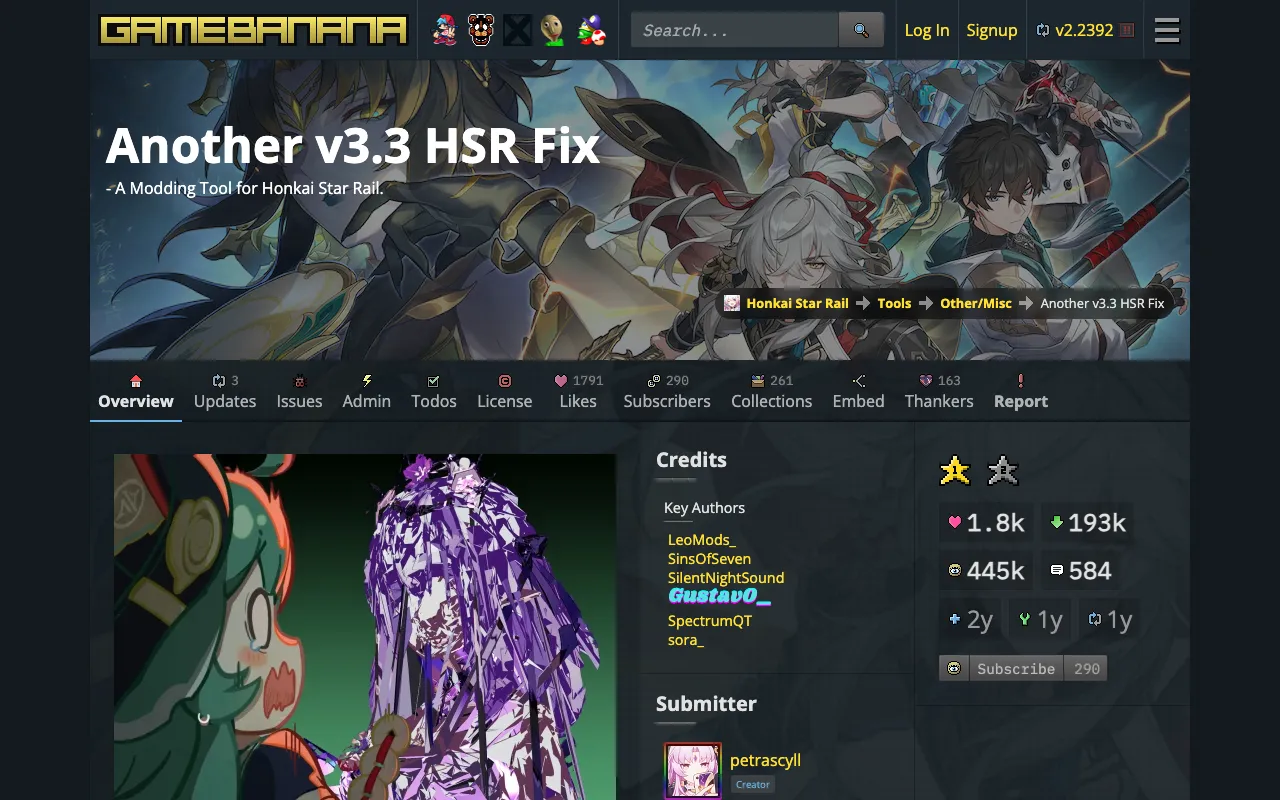 GAMEBANANA
Search...
Log In
Signup
v2.2392
Another v3.3 HSR Fix
- A Modding Tool for Honkai Star Rail.
Honkai Star Rail
Tools
Other/Misc
Another v3.3 HSR Fix
Overview
3
Updates
Issues
Admin
Todos
License
1791
Likes
290
Subscribers
261
Collections
Embed
163
Thankers
Report
Credits
Key Authors
LeoMods_
SinsOfSeven
SilentNightSound
GustavO_
SpectrumQT
sora_
Submitter
petrascyll
Creator
1.8k
193k
445k
584
2y
1y
1y
Subscribe
290